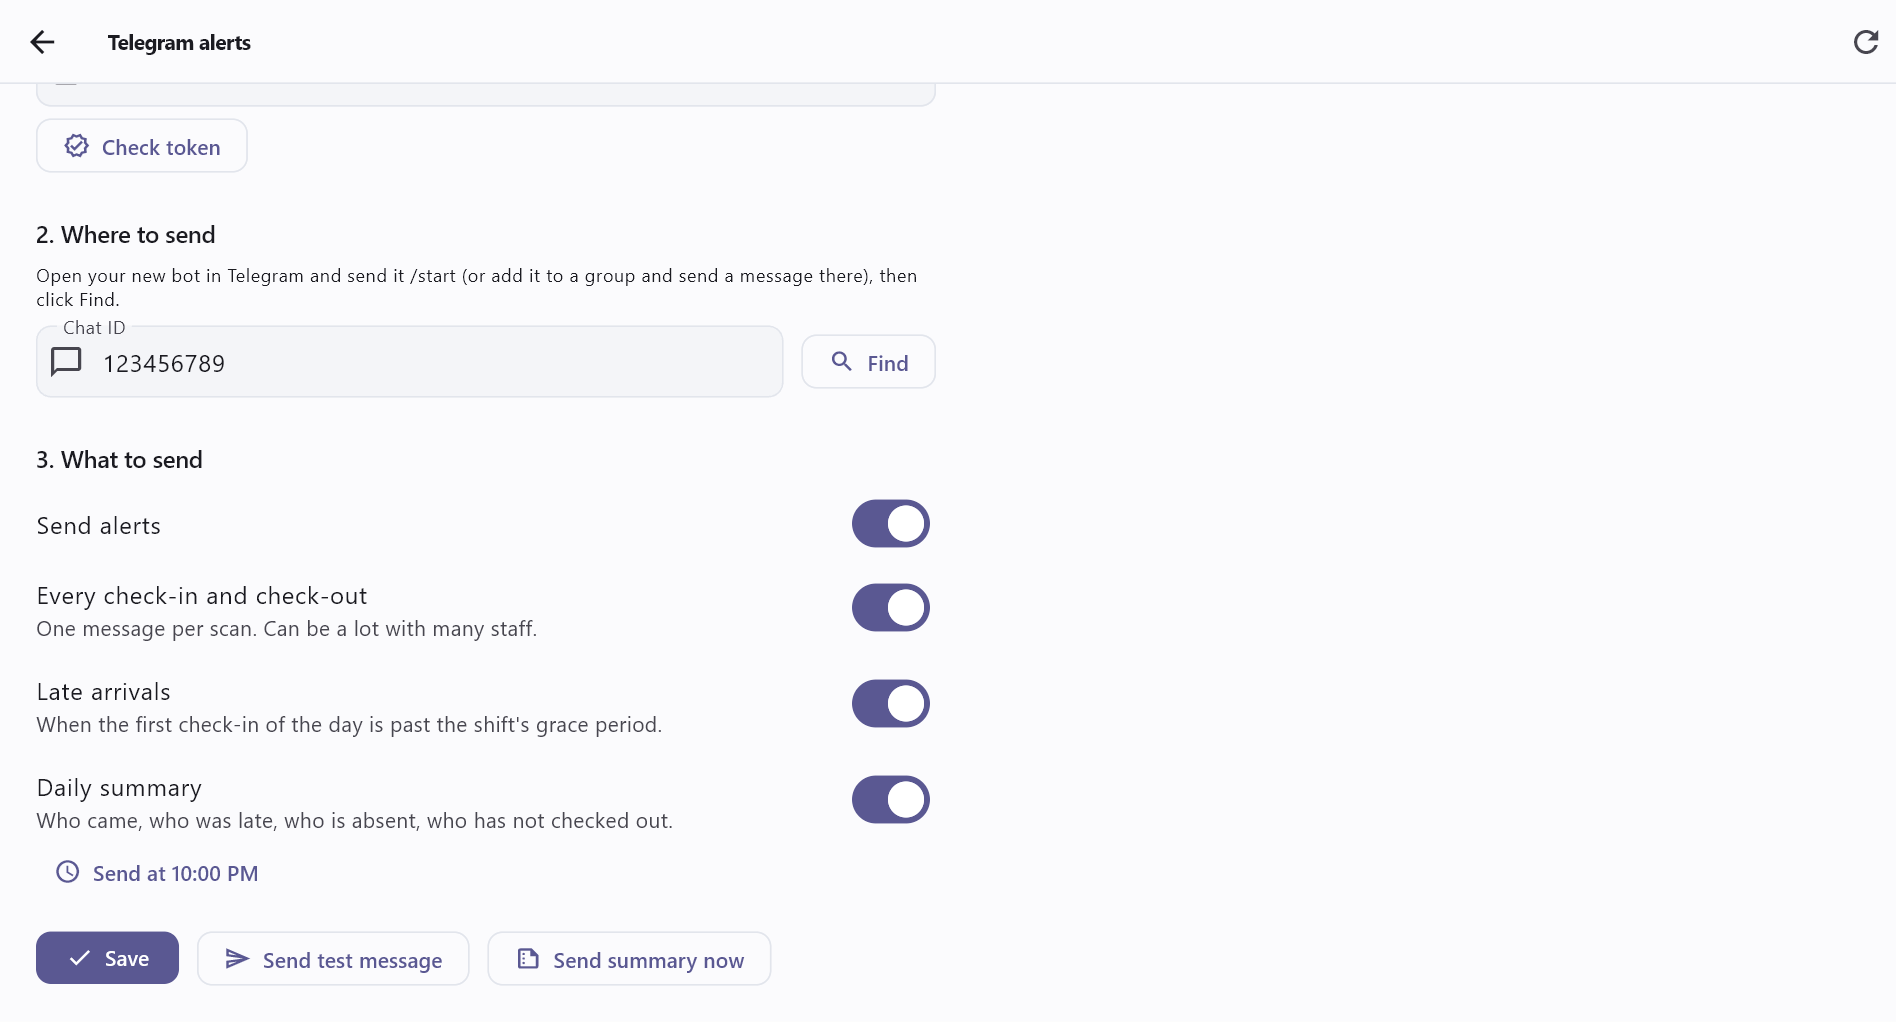 Telegram alerts
Check token
2. Where to send
Open your new bot in Telegram and send it /start (or add it to a group and send a message there), then
click Find.
Chat ID
123456789
Find
3. What to send
Send alerts
Every check-in and check-out
One message per scan. Can be a lot with many staff.
Late arrivals
When the first check-in of the day is past the shift's grace period.
Daily summary
Who came, who was late, who is absent, who has not checked out.
Send at 10:00 PM
Save
Send test message
Send summary now